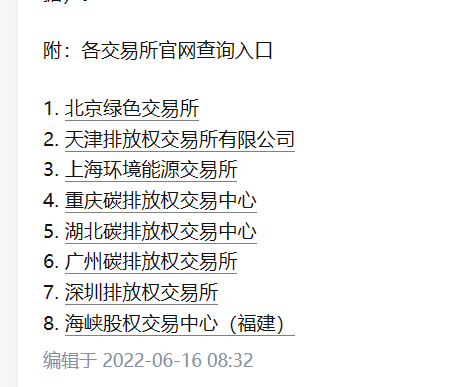 附：各交易所官网查询入口
1. 北京绿色交易所
2. 天津排放权交易所有限公司
3. 上海环境能源交易所
4. 重庆碳排放权交易中心
5. 湖北碳排放权交易中心
6. 广州碳排放权交易所
7. 深圳排放权交易所
8. 海峡股权交易中心（福建）
编辑于 2022-06-16 08:32